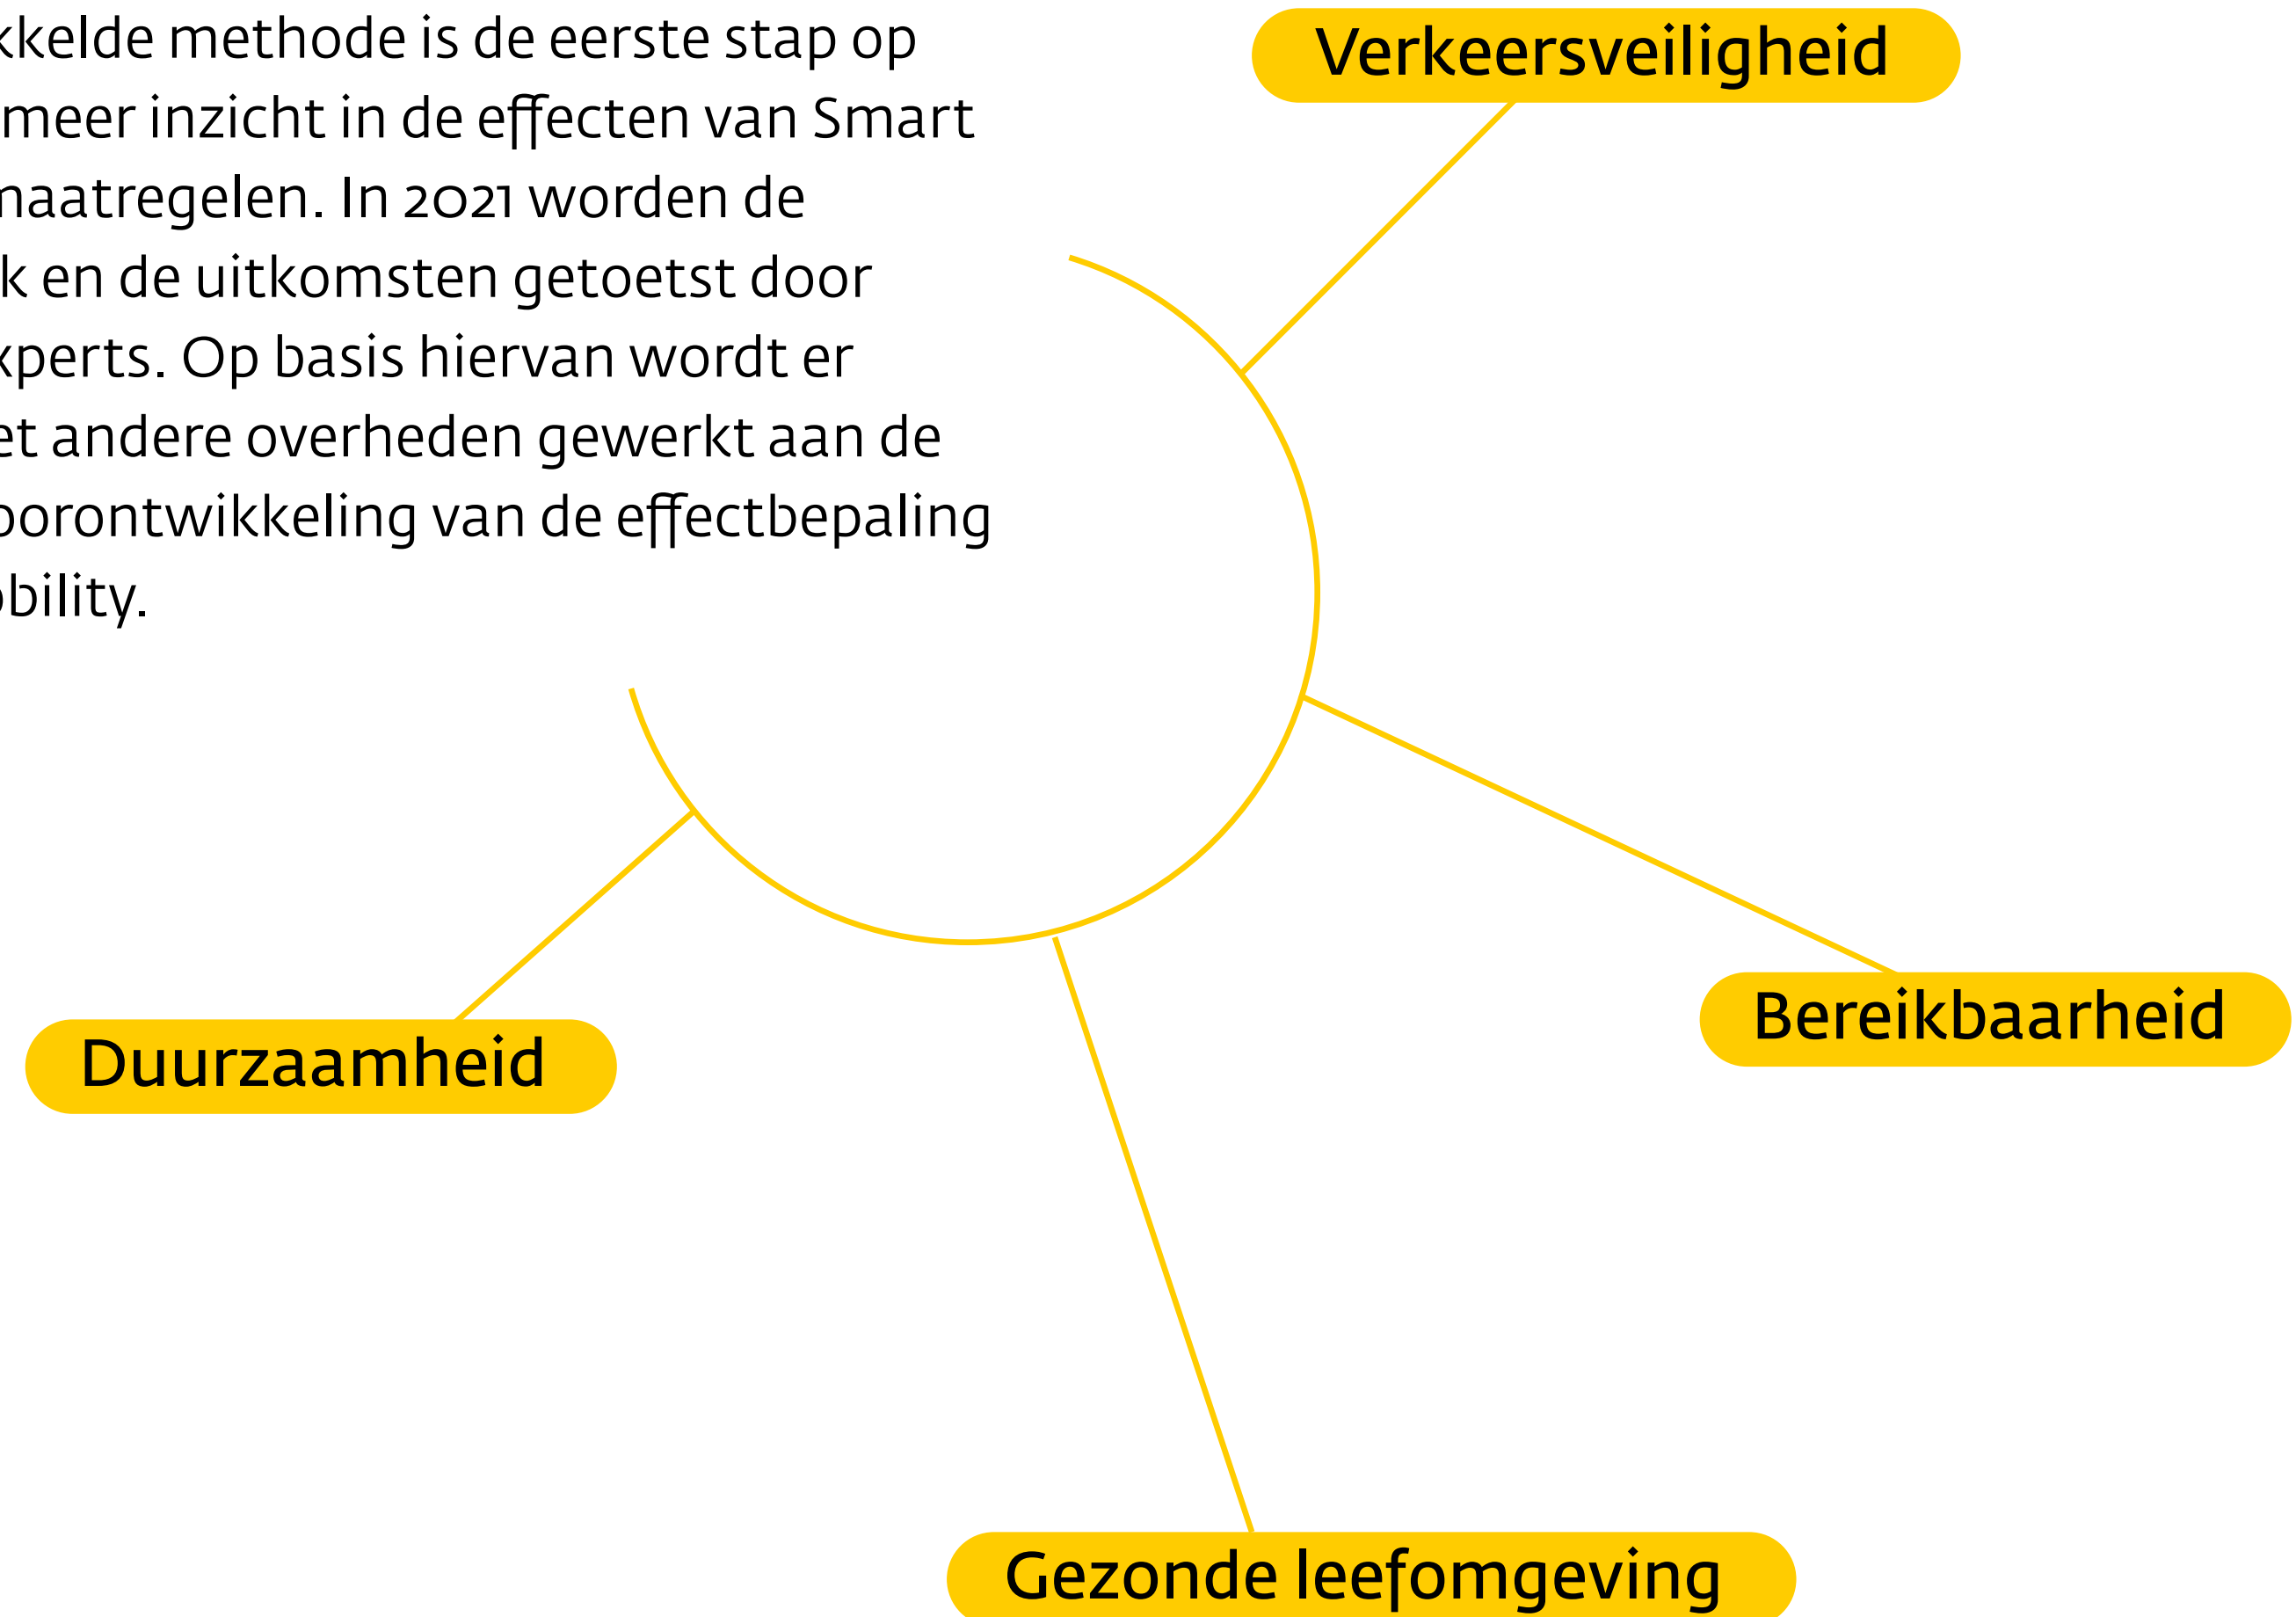 kkelde methode is de eerste stap op
meer inzicht in de effecten van Smart
maatregelen. In 2021 worden de
k en de uitkomsten getoetst door
xperts. Op basis hiervan wordt er
et andere overheden gewerkt aan de
oorontwikkeling van de effectbepaling
obility.
Verkeersveiligheid
Bereikbaarheid
Duurzaamheid
Gezonde leefomgeving